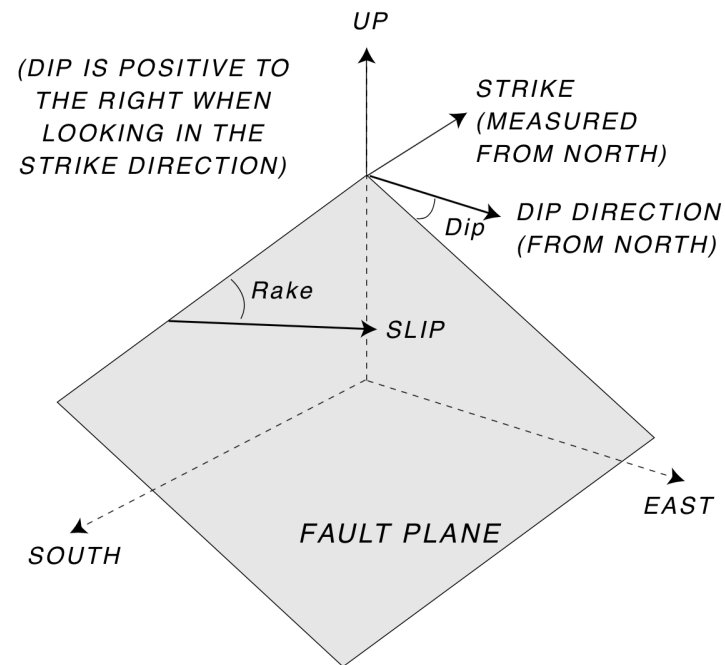 UP
(DIP IS POSITIVE TO
THE RIGHT WHEN
LOOKING IN THE
STRIKE DIRECTION)
STRIKE
(MEASURED
FROM NORTH)
Dip
DIP DIRECTION
(FROM NORTH)
Rake
SLIP
EAST
SOUTH
FAULT PLANE